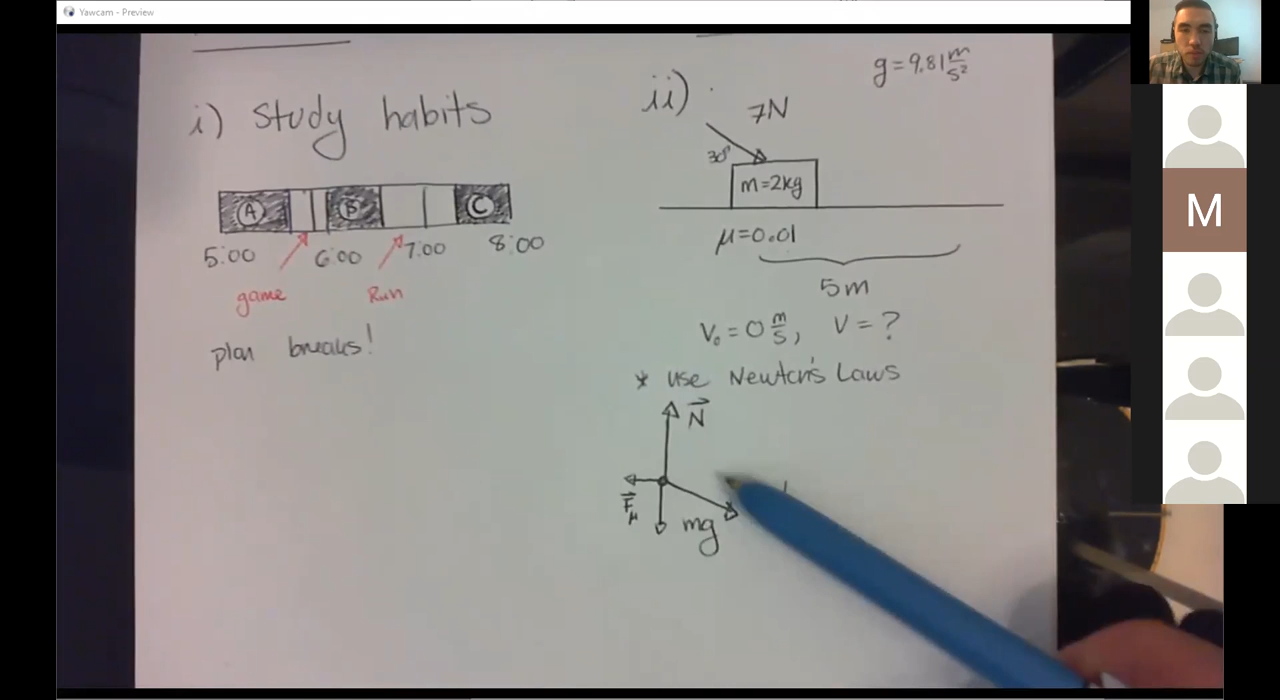 Yawcam - Preview
i) Study habits
A B C
5:00 6:00 7:00 8:00
game Run
plan breaks!
ii)
g = 9.81 m/s²
7N
30°
m=2kg
μ=0.01
5m
V₀ = 0 m/s, V = ?
* use Newton's Laws
N
F μ
mg
M